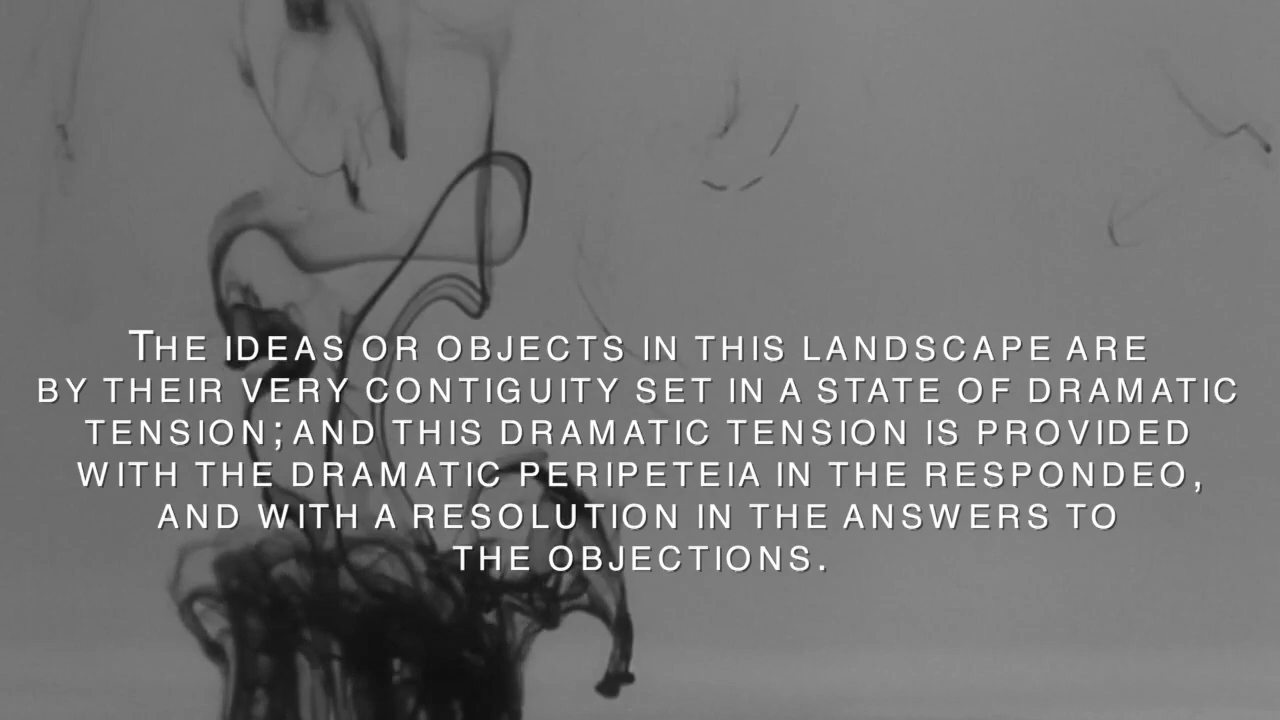 The ideas or objects in this landscape are
by their very contiguity set in a state of dramatic
tension; and this dramatic tension is provided
with the dramatic peripeteia in the respondeo,
and with a resolution in the answers to
the objections.